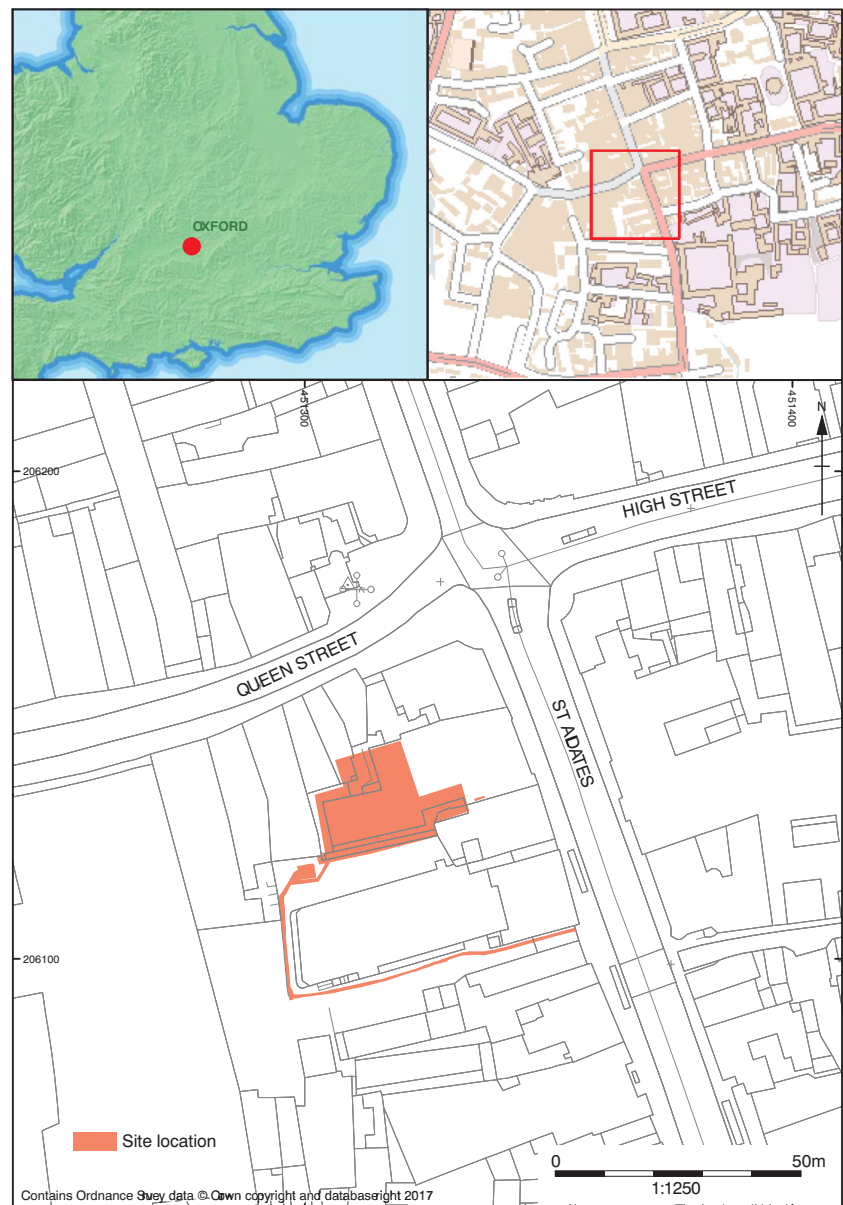 OXFORD
451300
451400
N
206200
HIGH STREET
QUEEN STREET
ST ADATES
206100
Site location
0 50m
1:1250